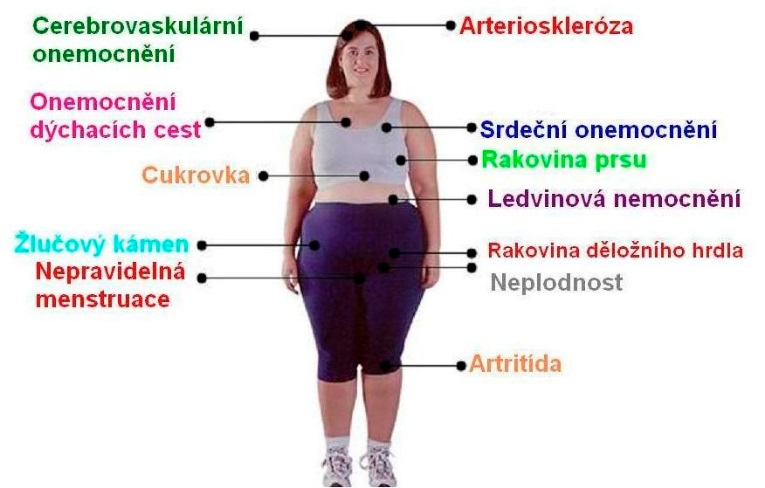 Cerebrovaskulární
onemocnění
Arterioskleróza
Onemocnění
dýchacích cest
Srdeční onemocnění
Rakovina prsu
Cukrovka
Ledvinová nemocnění
Žlučový kámen
Rakovina děložního hrdla
Nepravidelná
menstruace
Neplodnost
Artritída